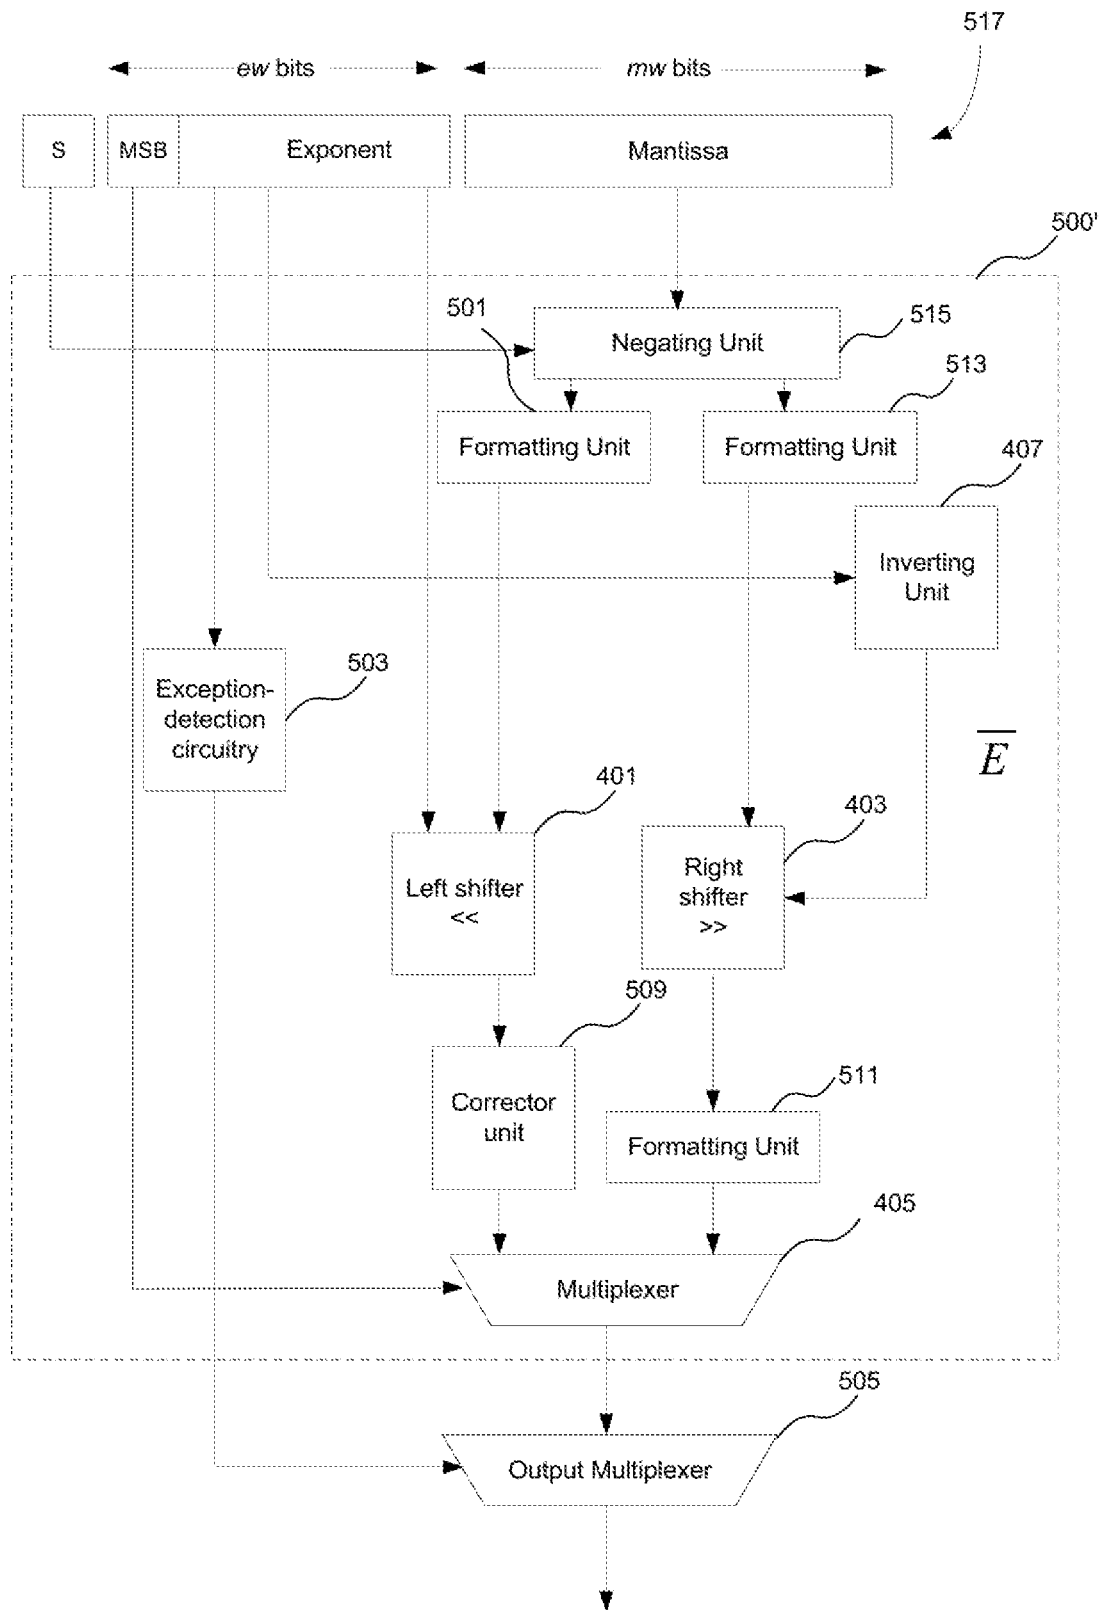 517
ew bits
mw bits
S
MSB
Exponent
Mantissa
500'
501
515
Negating Unit
513
Formatting Unit
Formatting Unit
407
Inverting
Unit
503
Exception-
detection
circuitry
E
401
403
Left shifter
<<
Right
shifter
>>
509
Corrector
unit
511
Formatting Unit
405
Multiplexer
505
Output Multiplexer